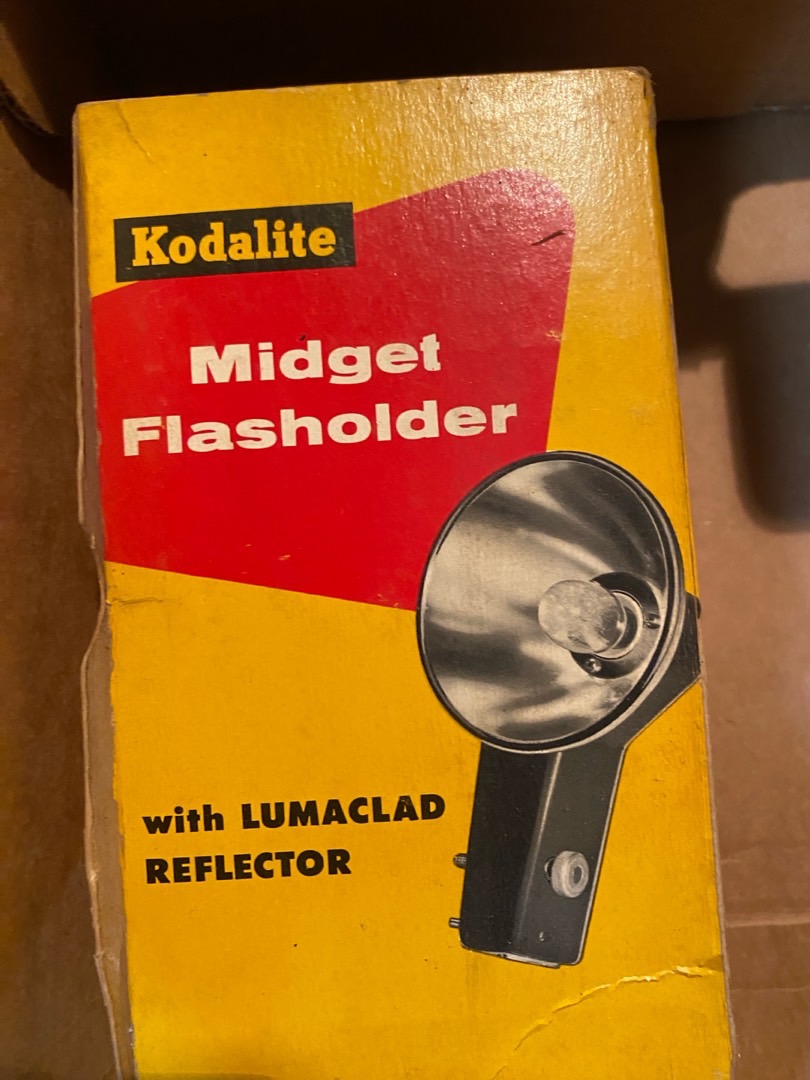 Kodalite
Midget
Flasholder
with LUMACLAD
REFLECTOR